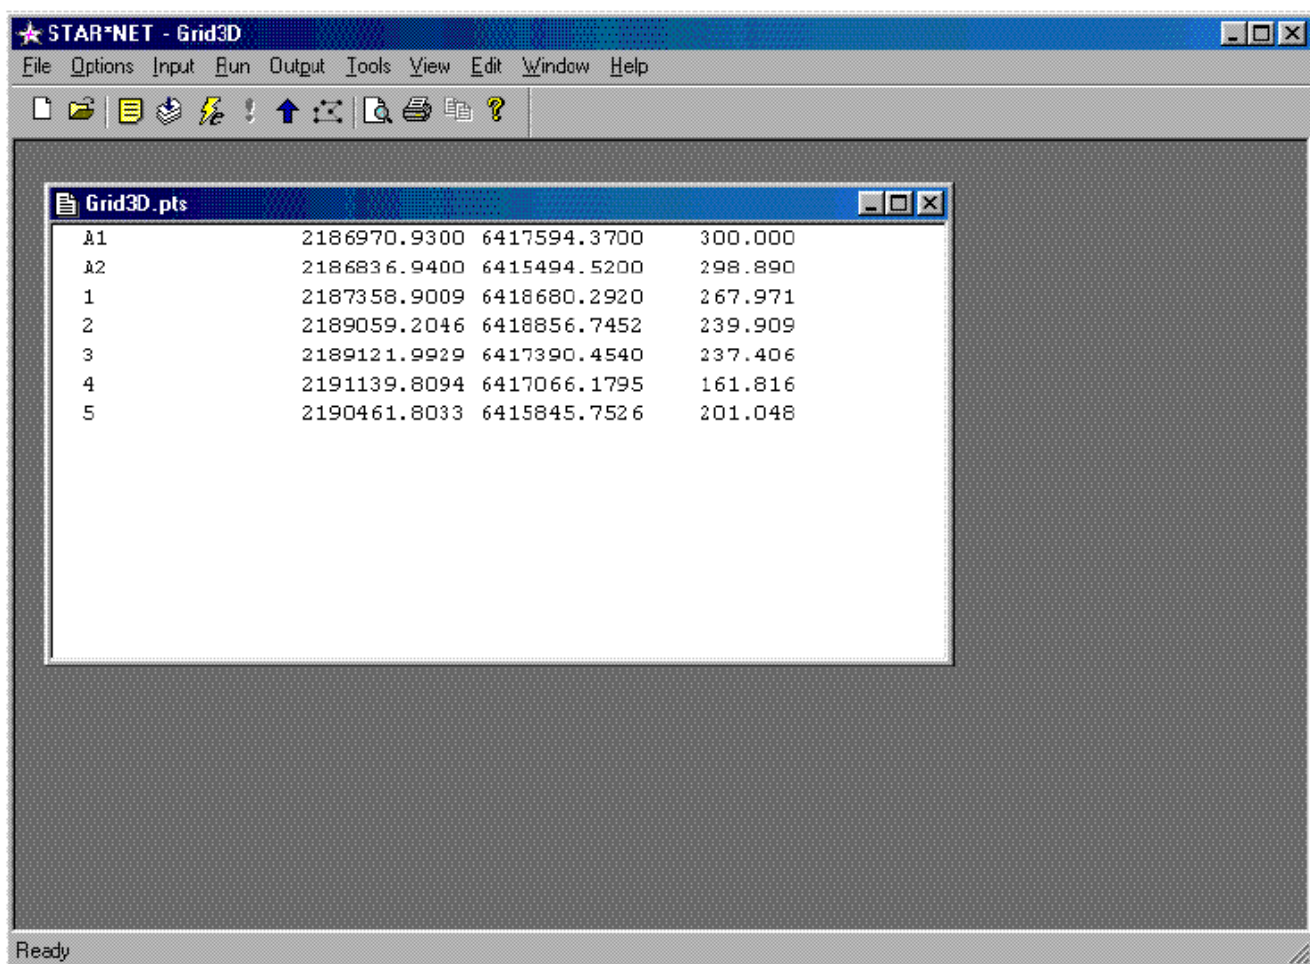 STAR*NET - Grid3D
File Options Input Run Output Tools View Edit Window Help
Grid3D.pts
A1 2186970.9300 6417594.3700 300.000
A2 2186836.9400 6415494.5200 298.890
1 2187358.9009 6418680.2920 267.971
2 2189059.2046 6418856.7452 239.909
3 2189121.9929 6417390.4540 237.406
4 2191139.8094 6417066.1795 161.816
5 2190461.8033 6415845.7526 201.048
Ready